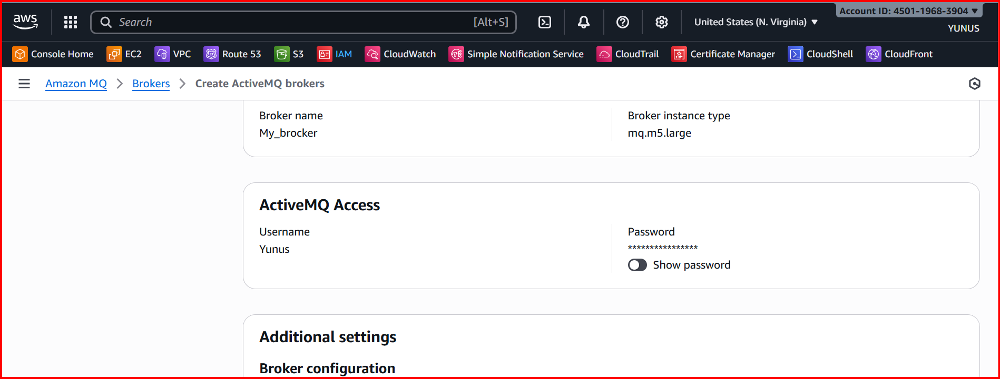 aws
Search [Alt+S]
United States (N. Virginia) ▼
Account ID: 4501-1968-3904 ▼
YUNUS
Console Home EC2 VPC Route 53 S3 IAM CloudWatch Simple Notification Service CloudTrail Certificate Manager CloudShell CloudFront
Amazon MQ > Brokers > Create ActiveMQ brokers
Broker name
My_brocker
Broker instance type
mq.m5.large
ActiveMQ Access
Username
Yunus
Password
****************
Show password
Additional settings
Broker configuration